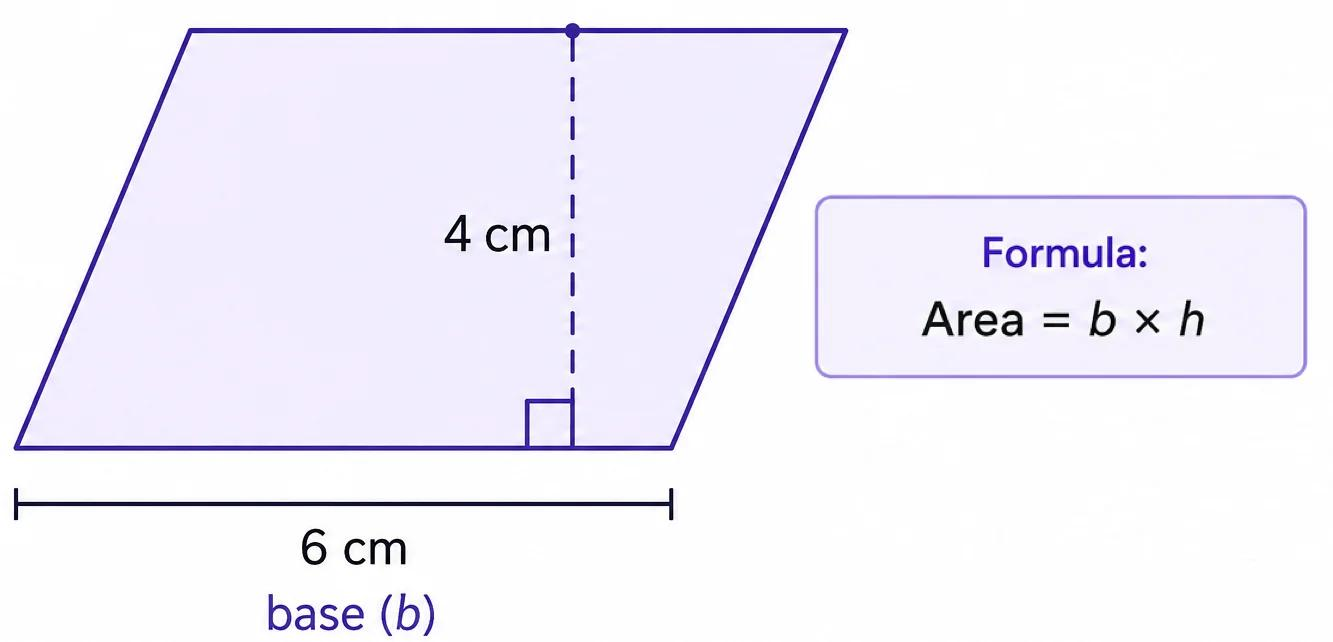 4 cm
Formula:
Area = b × h
6 cm
base (b)